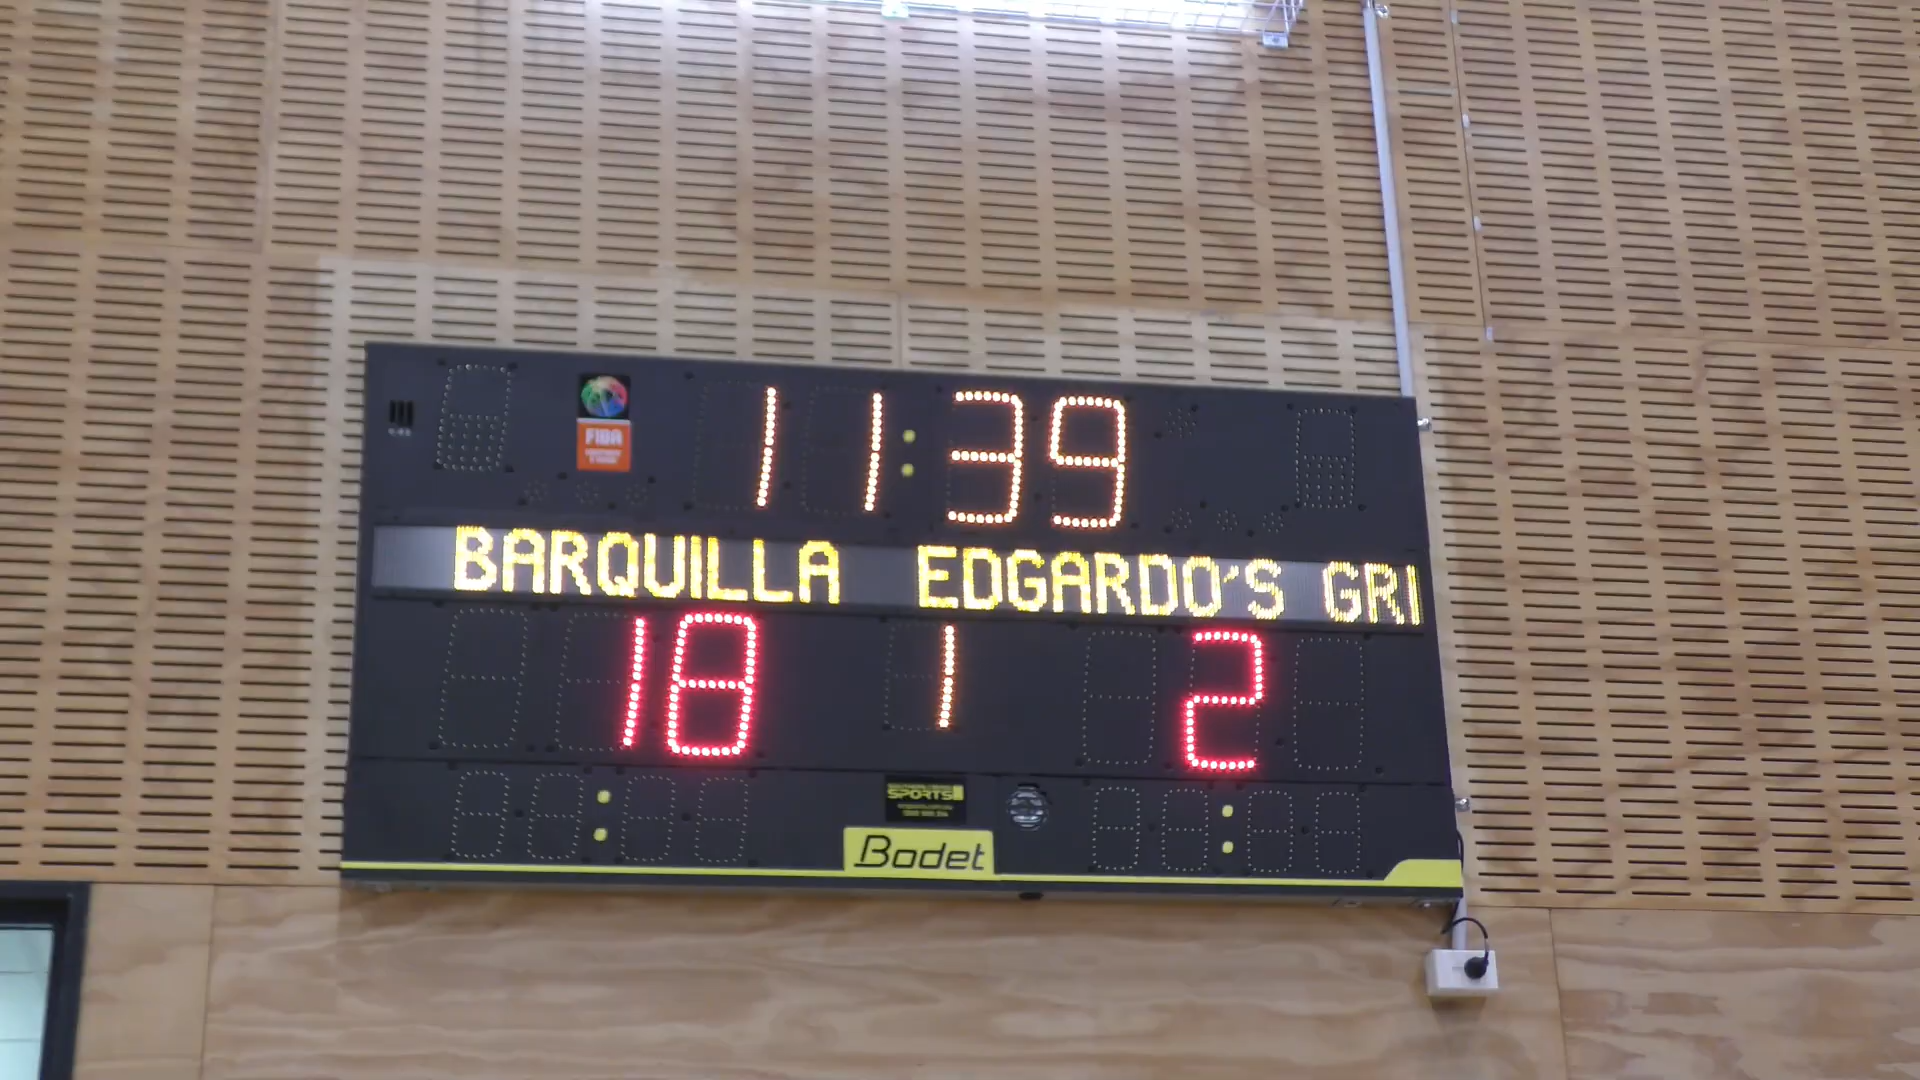 FIBA
11:39
BARQUILLA EDGARDO'S GRI
18 1 2
SPORTS
Bodet